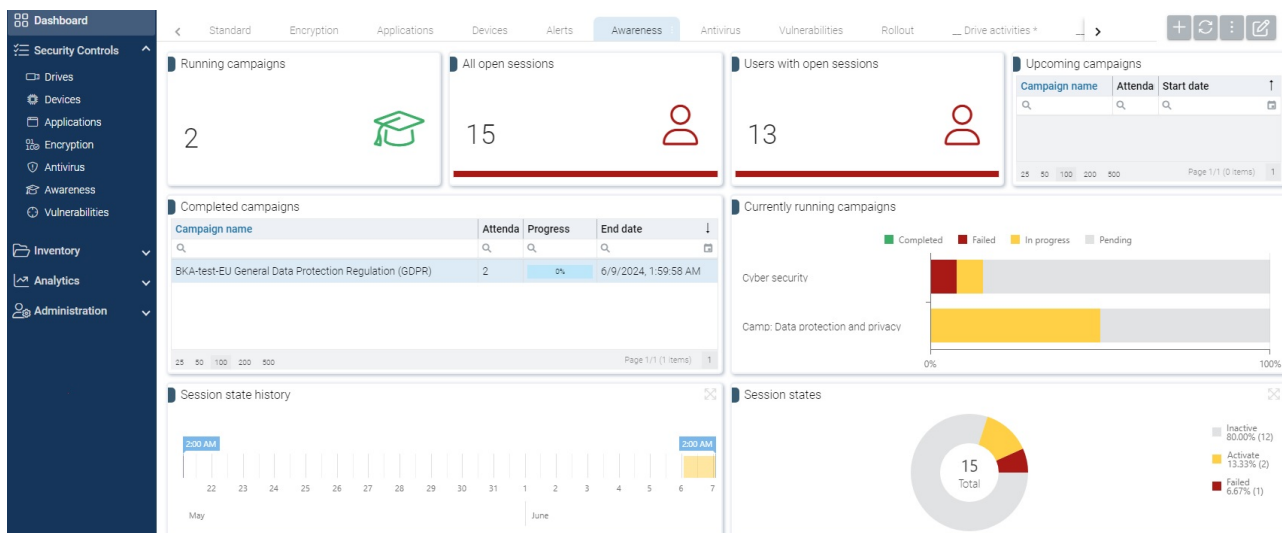 Dashboard
Security Controls
Drives
Devices
Applications
Encryption
Antivirus
Awareness
Vulnerabilities
Inventory
Analytics
Administration
Standard Encryption Applications Devices Alerts Awareness Antivirus Vulnerabilities Rollout __ Drive activities *
Running campaigns
2
All open sessions
15
Users with open sessions
13
Upcoming campaigns
Campaign name Attenda Start date
25 50 100 200 500 Page 1/1 (0 items) 1
Completed campaigns
Campaign name Attenda Progress End date
BKA-test-EU General Data Protection Regulation (GDPR) 2 0% 6/9/2024, 1:59:58 AM
25 50 100 200 500 Page 1/1 (1 items) 1
Currently running campaigns
Completed Failed In progress Pending
Cyber security
Camp: Data protection and privacy
0% 100%
Session state history
2:00 AM 2:00 AM
22 23 24 25 26 27 28 29 30 31 1 2 3 4 5 6 7
May June
Session states
15
Total
Inactive
80.00% (12)
Activate
13.33% (2)
Failed
6.67% (1)